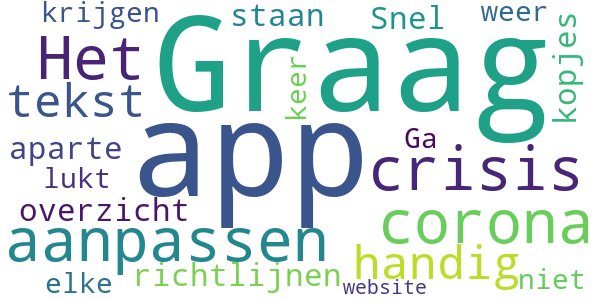 krijgen
staan
Snel
weer
Graag
Het
keer
kopjes
tekst
app
aparte
Ga
crisis
lukt
overzicht
corona
aanpassen
handig
elke
richtlijnen
website
niet